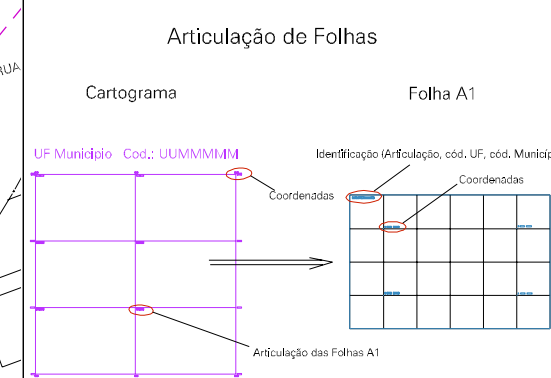 Articulação de Folhas
Cartograma
Folha A1
RUA
UF Municipio Cod.: UUMMMMM
Identificação (Articulação, cód. UF, cód. Municíp
Coordenadas
Coordenadas
Articulação das Folhas A1